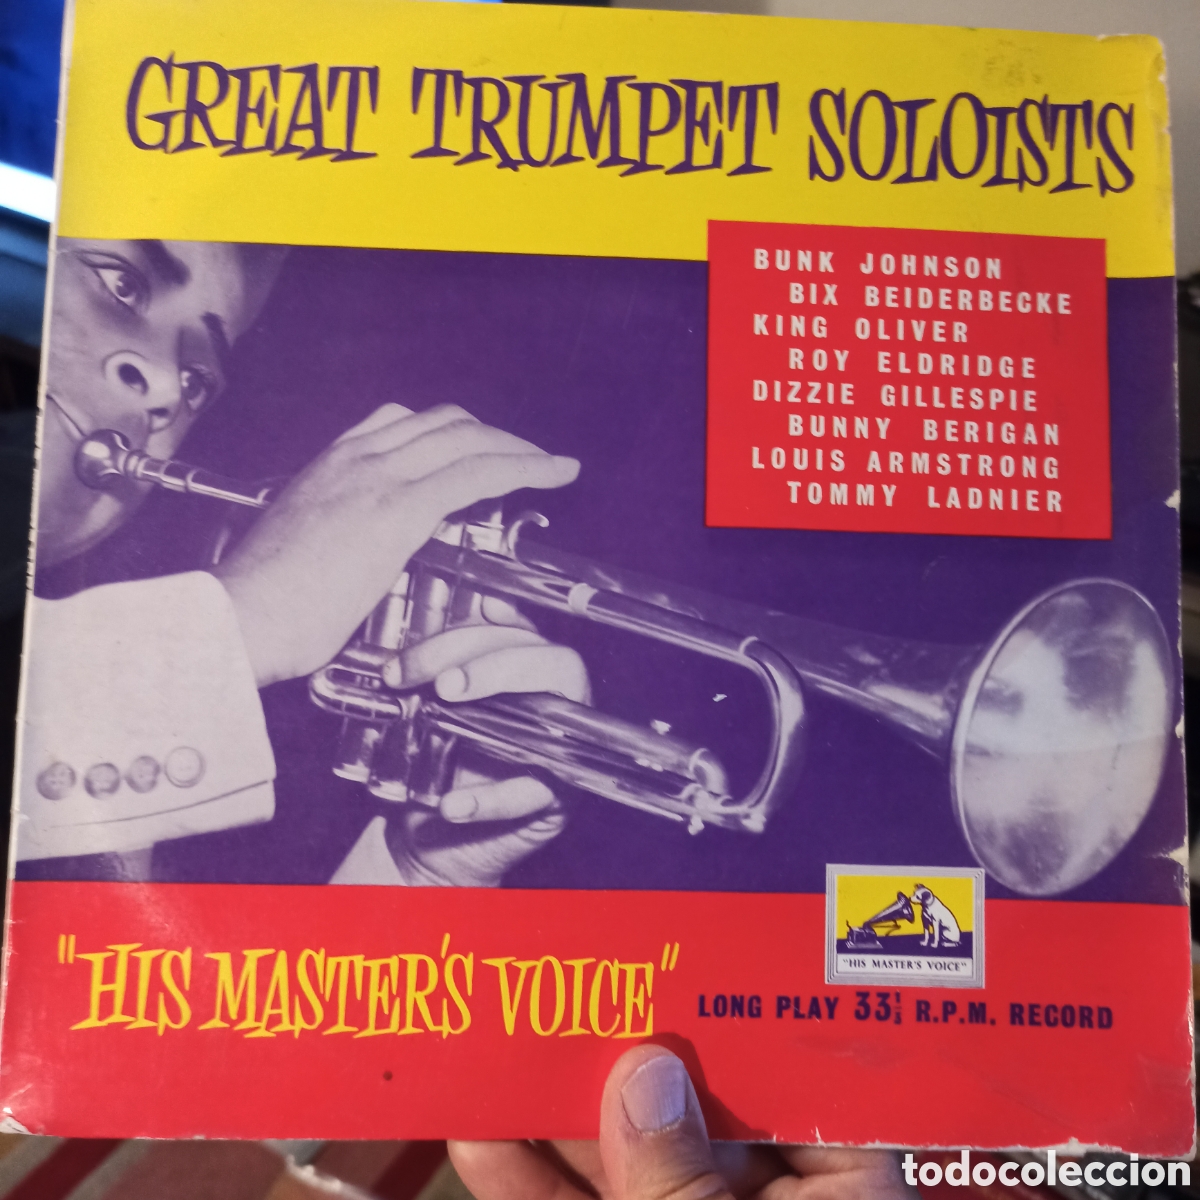 GREAT TRUMPET SOLOISTS
BUNK JOHNSON
BIX BEIDERBECKE
KING OLIVER
ROY ELDRIDGE
DIZZIE GILLESPIE
BUNNY BERIGAN
LOUIS ARMSTRONG
TOMMY LADNIER
"HIS MASTER'S VOICE"
"HIS MASTER'S VOICE"
LONG PLAY 33⅓ R.P.M. RECORD
todocoleccion